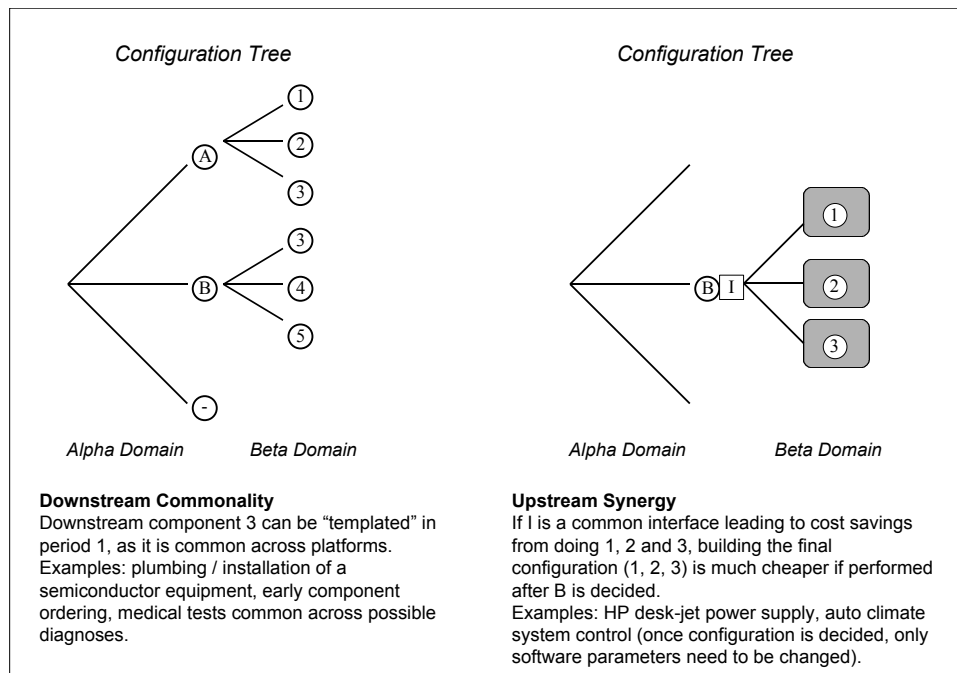 Configuration Tree
1
A
2
3
3
B
4
5
-
Alpha Domain
Beta Domain
Downstream Commonality
Downstream component 3 can be “templated” in
period 1, as it is common across platforms.
Examples: plumbing / installation of a
semiconductor equipment, early component
ordering, medical tests common across possible
diagnoses.
Configuration Tree
1
B
I
2
3
Alpha Domain
Beta Domain
Upstream Synergy
If I is a common interface leading to cost savings
from doing 1, 2 and 3, building the final
configuration (1, 2, 3) is much cheaper if performed
after B is decided.
Examples: HP desk-jet power supply, auto climate
system control (once configuration is decided, only
software parameters need to be changed).